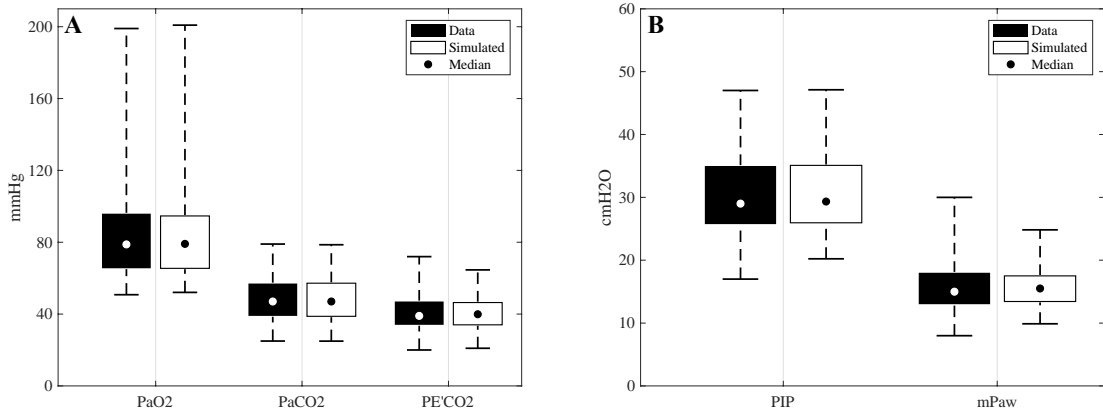 A
Data
Simulated
Median
mmHg
200
160
120
80
40
0
PaO2 PaCO2 PE'CO2
B
Data
Simulated
Median
cmH2O
60
50
40
30
20
10
0
PIP mPaw